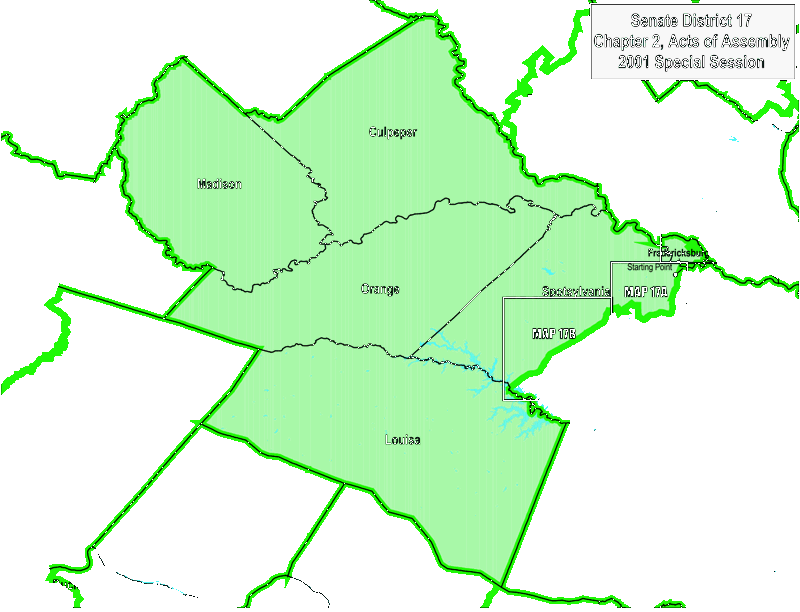 Senate District 17
Chapter 2, Acts of Assembly
2001 Special Session
Culpeper
Madison
Fredericksburg
Starting Point
Orange
Spotsylvania
MAP 17A
MAP 17B
Louisa